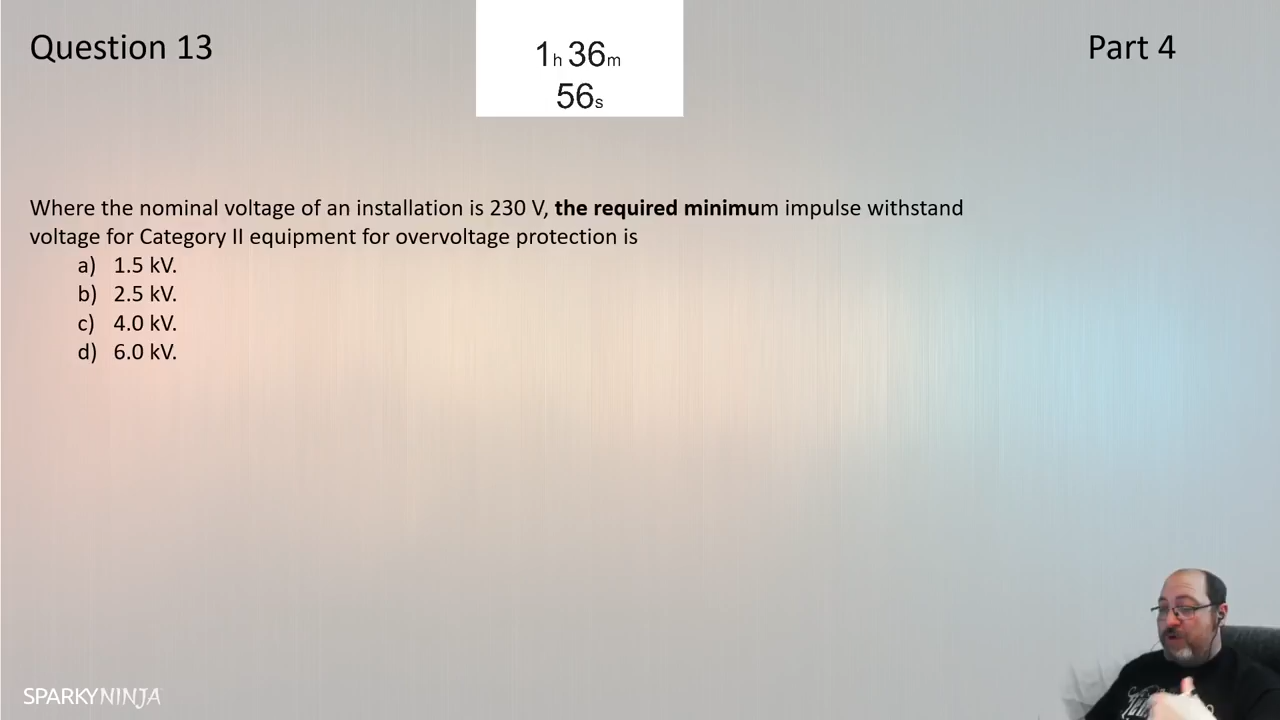 Question 13
1h 36m
56s
Part 4
Where the nominal voltage of an installation is 230 V, the required minimum impulse withstand
voltage for Category II equipment for overvoltage protection is
a) 1.5 kV.
b) 2.5 kV.
c) 4.0 kV.
d) 6.0 kV.
SPARKYNINJA